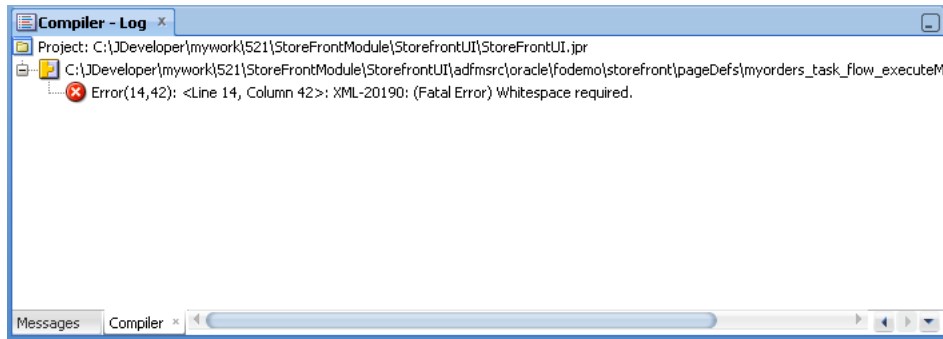 Compiler - Log
Project: C:\JDeveloper\mywork\521\StoreFrontModule\StorefrontUI\StoreFrontUI.jpr
C:\JDeveloper\mywork\521\StoreFrontModule\StorefrontUI\adfmsrc\oracle\fodemo\storefront\pageDefs\myorders_task_flow_executeM
Error(14,42): <Line 14, Column 42>: XML-20190: (Fatal Error) Whitespace required.
Messages Compiler